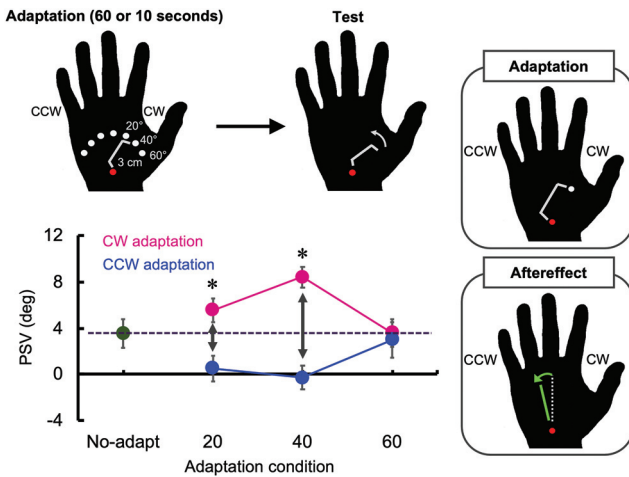 Adaptation (60 or 10 seconds)
Test
CCW
CW
20°
40°
60°
3 cm
Adaptation
CCW
CW
Aftereffect
CCW
CW
12
8
4
0
-4
PSV (deg)
CW adaptation
CCW adaptation
*
*
No-adapt
20
40
60
Adaptation condition